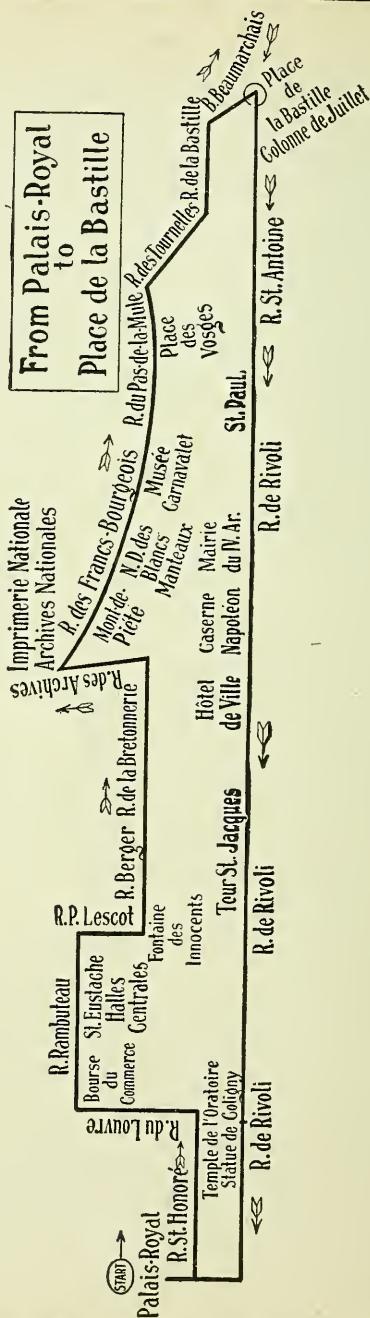 From Palais-Royal
to
Place de la Bastille
START
Palais-Royal
R.St.Honoré
R.du Louvre
R.Rambuteau
Bourse
du
Commerce
St.Eustache
Halles
Centrales
R.P.Lescot
Fontaine
des
Innocents
R.Berger
R.de la Bretonnerie
R.des Archives
Imprimerie Nationale
Archives Nationales
R.des Francs-Bourgeois
Mont-de-
Piété
N.D.des
Blancs
Manteaux
Musée
Carnavalet
R.du Pas-de-la-Mule
Place
des
Vosges
R.des Tournelles
R.de la Bastille
B.Beaumarchais
Place
de
la Bastille
Colonne de Juillet
R.St.Antoine
St.Paul.
R.de Rivoli
Mairie
du IV.Ar.
Caserne
Napoléon
Hôtel
de Ville
Tour St.Jacques
R.de Rivoli
Temple de l'Oratoire
Statue de Coligny
R.de Rivoli